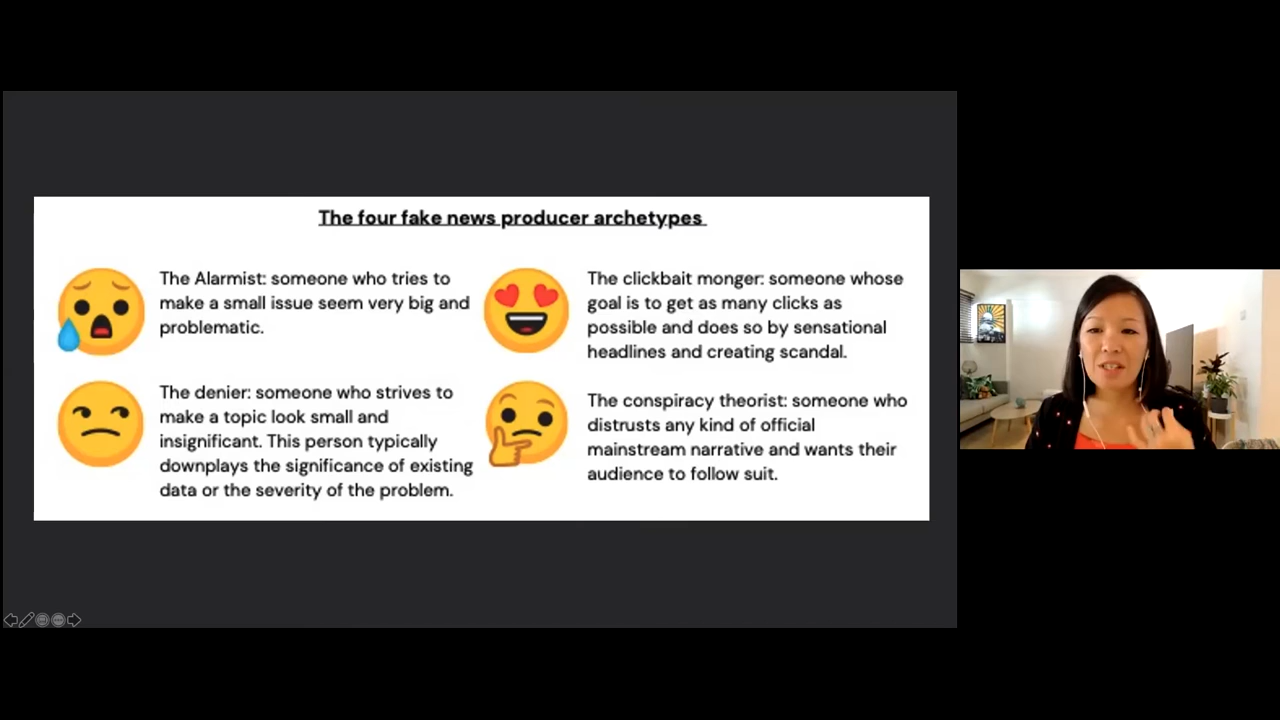 The four fake news producer archetypes
The Alarmist: someone who tries to
make a small issue seem very big and
problematic.
The denier: someone who strives to
make a topic look small and
insignificant. This person typically
downplays the significance of existing
data or the severity of the problem.
The clickbait monger: someone whose
goal is to get as many clicks as
possible and does so by sensational
headlines and creating scandal.
The conspiracy theorist: someone who
distrusts any kind of official
mainstream narrative and wants their
audience to follow suit.